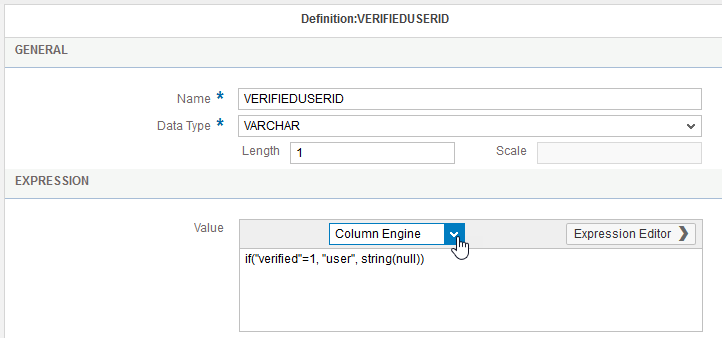 Definition:VERIFIEDUSERID
GENERAL
Name * VERIFIEDUSERID
Data Type * VARCHAR
Length 1 Scale
EXPRESSION
Value Column Engine Expression Editor ❯
if("verified"=1, "user", string(null))